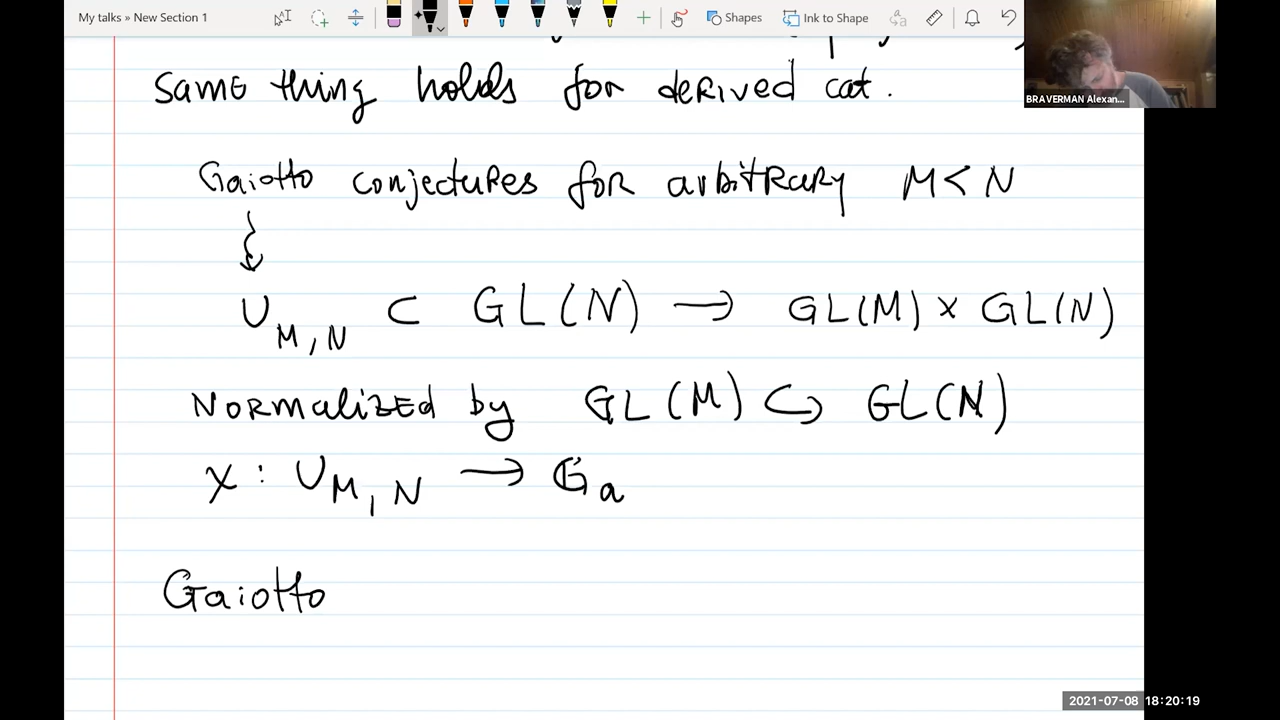 My talks » New Section 1
Shapes
Ink to Shape
same thing holds for derived cat.
BRAVERMAN Alexan...
Gaiotto conjectures for arbitrary M < N
U_{M,N} ⊂ GL(N) → GL(M) × GL(N)
Normalized by GL(M) ↪ GL(N)
χ : U_{M,N} → 𝔾_a
Gaiotto
2021-07-08 18:20:19